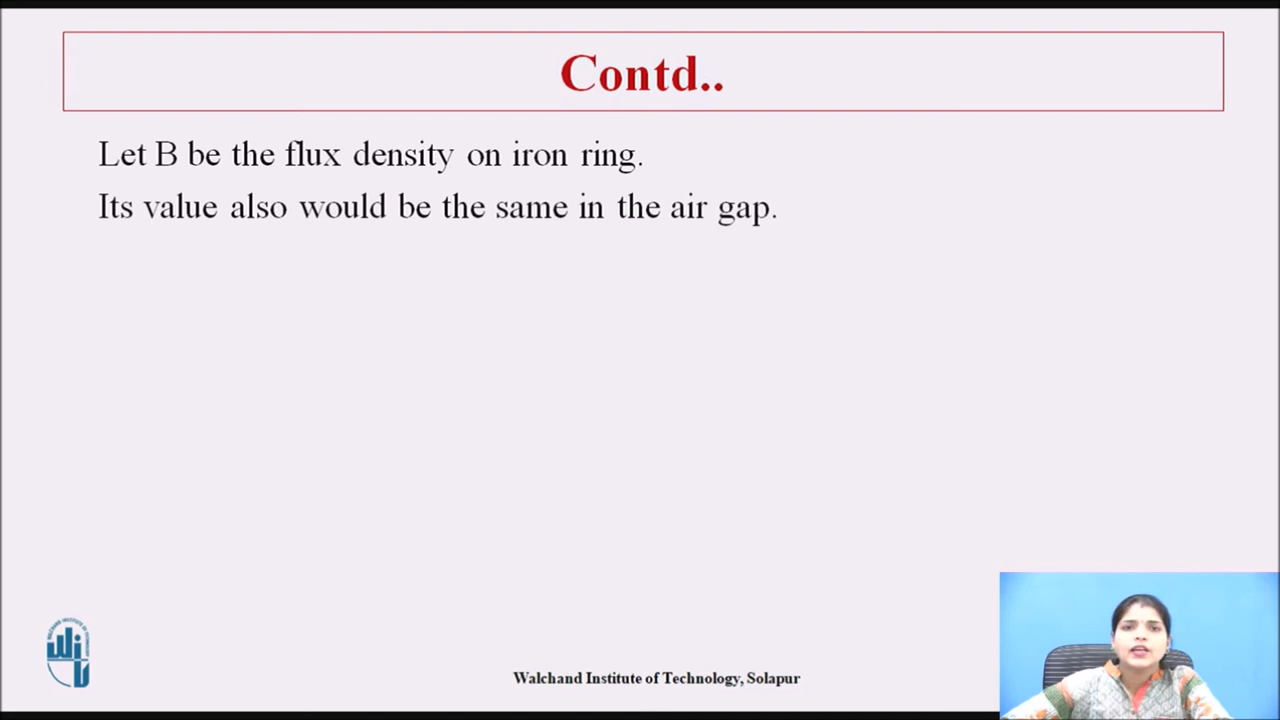 Contd..
Let B be the flux density on iron ring.
Its value also would be the same in the air gap.
Walchand Institute of Technology, Solapur